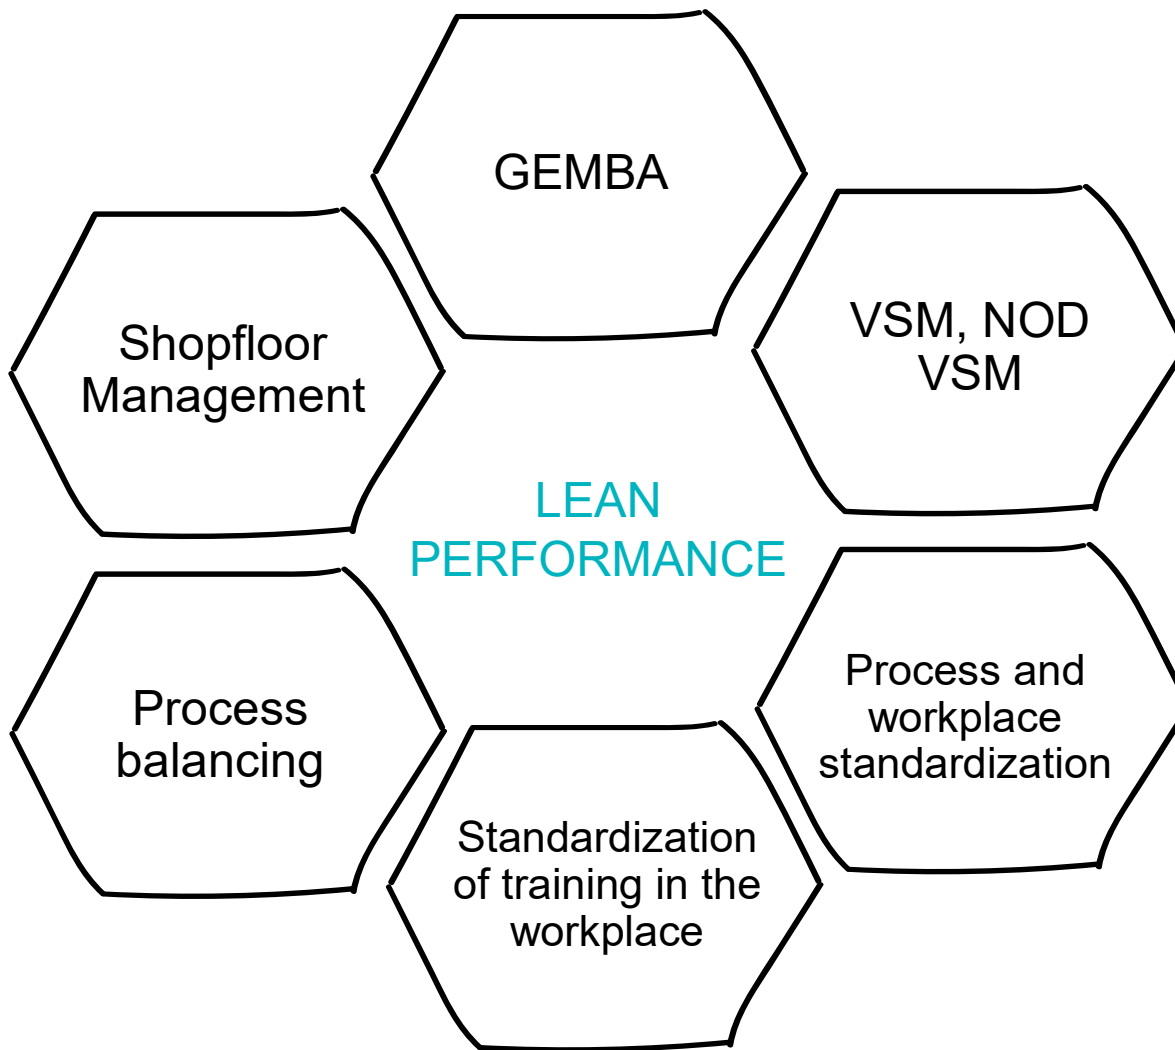 GEMBA
VSM, NOD
VSM
Shopfloor
Management
LEAN
PERFORMANCE
Process and
workplace
standardization
Process
balancing
Standardization
of training in the
workplace